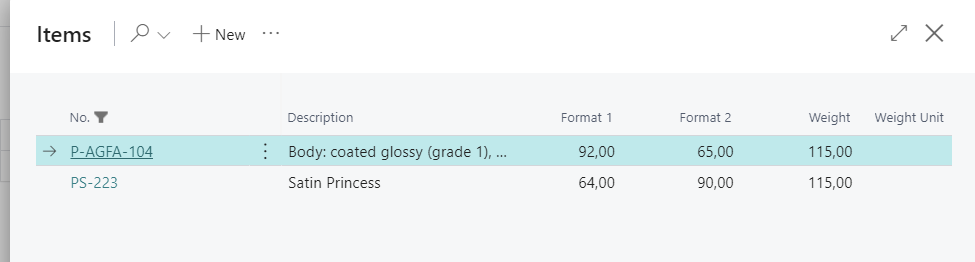 Items New
No. Description Format 1 Format 2 Weight Weight Unit
P-AGFA-104 Body: coated glossy (grade 1), ... 92,00 65,00 115,00
PS-223 Satin Princess 64,00 90,00 115,00